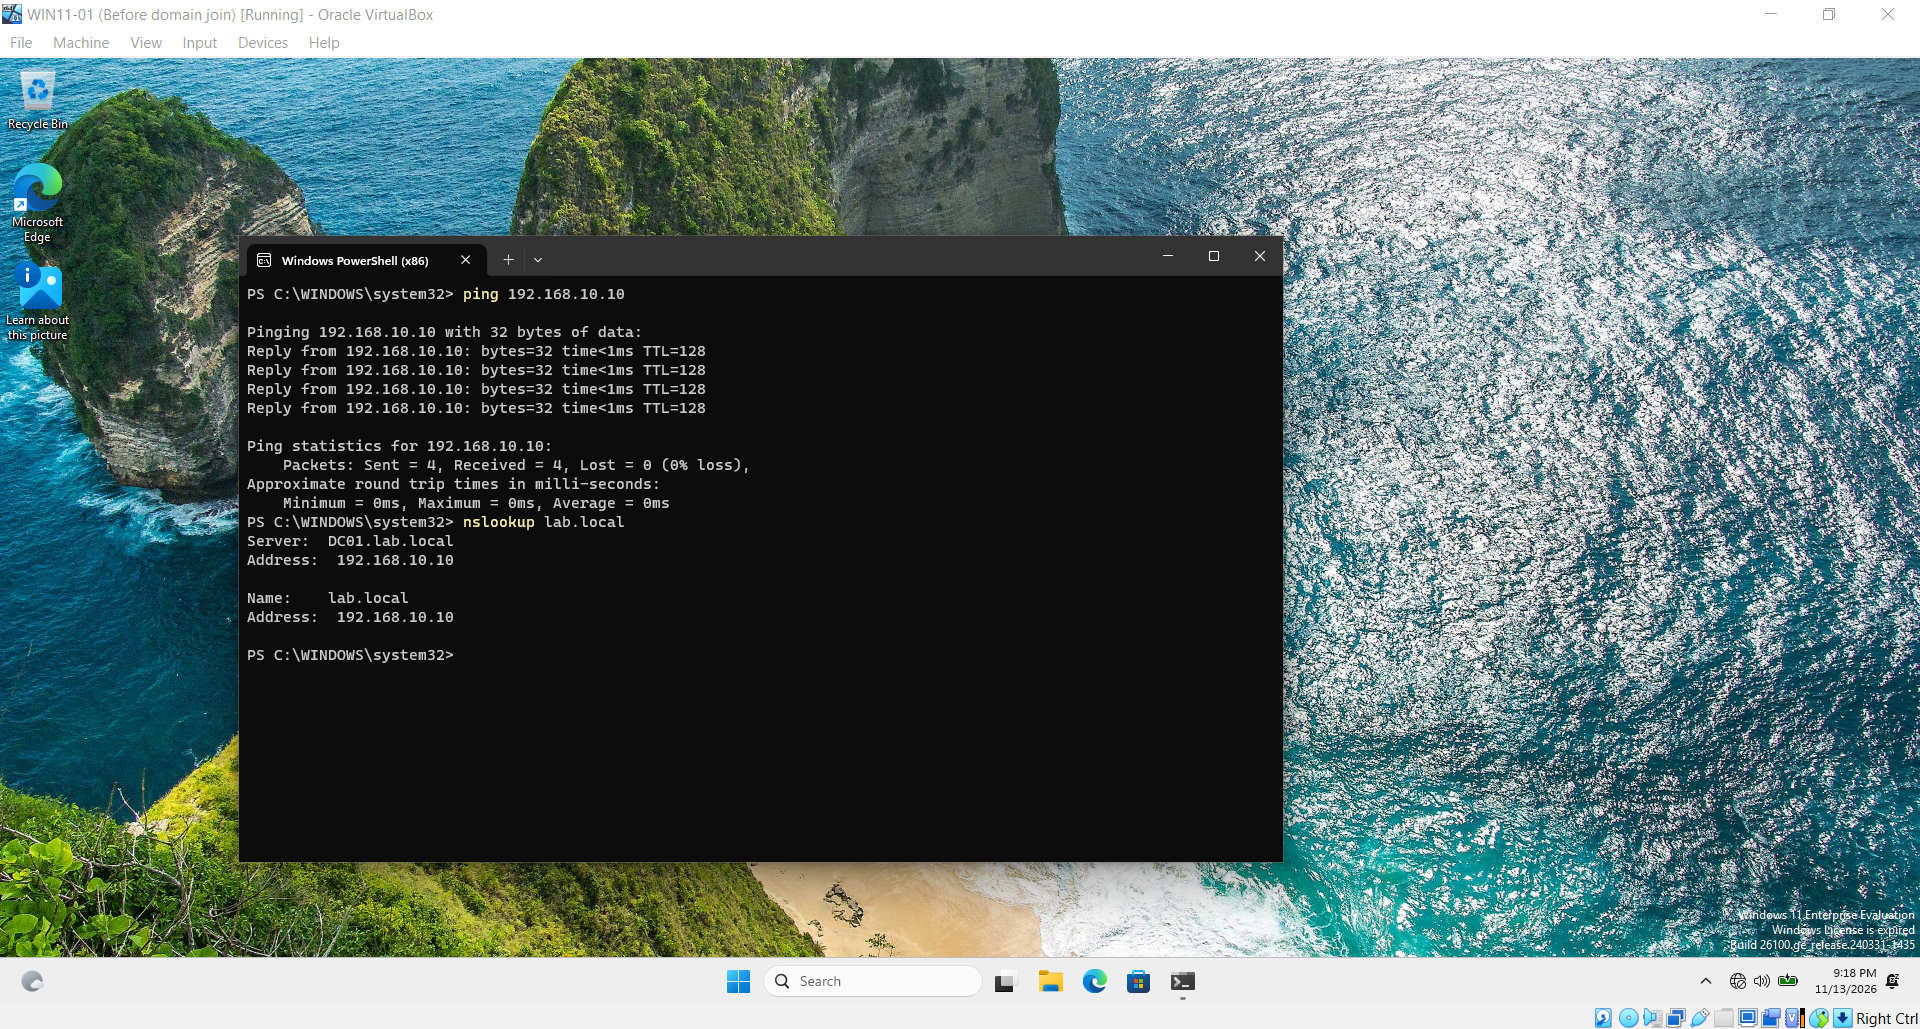 WIN11-01 (Before domain join) [Running] - Oracle VirtualBox
File Machine View Input Devices Help
Recycle Bin
Microsoft
Edge
Learn about
this picture
Windows PowerShell (x86)
PS C:\WINDOWS\system32> ping 192.168.10.10
Pinging 192.168.10.10 with 32 bytes of data:
Reply from 192.168.10.10: bytes=32 time<1ms TTL=128
Reply from 192.168.10.10: bytes=32 time<1ms TTL=128
Reply from 192.168.10.10: bytes=32 time<1ms TTL=128
Reply from 192.168.10.10: bytes=32 time<1ms TTL=128
Ping statistics for 192.168.10.10:
    Packets: Sent = 4, Received = 4, Lost = 0 (0% loss),
Approximate round trip times in milli-seconds:
    Minimum = 0ms, Maximum = 0ms, Average = 0ms
PS C:\WINDOWS\system32> nslookup lab.local
Server:  DC01.lab.local
Address:  192.168.10.10
Name:    lab.local
Address:  192.168.10.10
PS C:\WINDOWS\system32>
Windows 11 Enterprise Evaluation
Windows License is expired
Build 26100.ge_release.240331-1435
Search
9:18 PM
11/13/2026
Right Ctrl